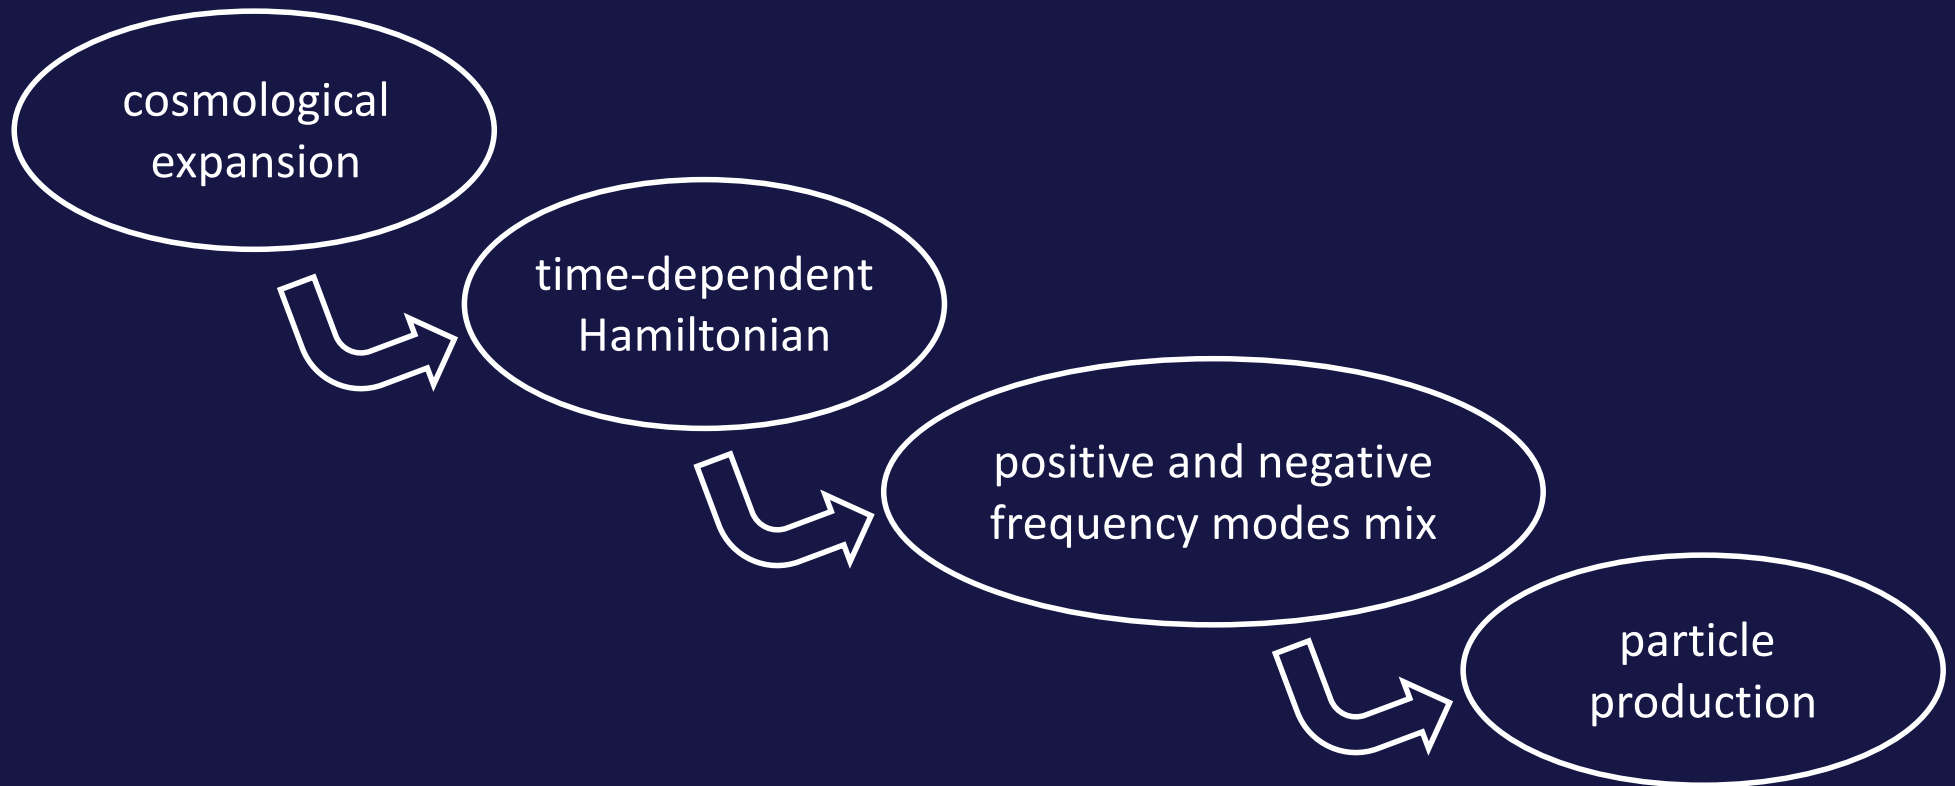 cosmological
expansion
time-dependent
Hamiltonian
positive and negative
frequency modes mix
particle
production